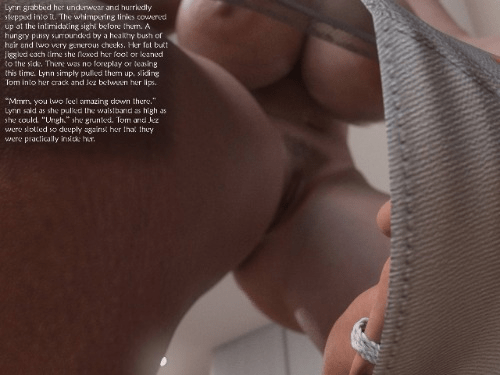 Lynn grabbed her underwear and hurriedly
stepped into it. The whimpering tinies cowered
up at the intimidating sight before them. A
hungry pussy surrounded by a healthy bush of
hair and two very generous cheeks. Her fat butt
jiggled each time she flexed her foot or leaned
to the side. There was no foreplay or teasing
this time. Lynn simply pulled them up, sliding
Tom into her crack and Jez between her lips.
"Mmm, you two feel amazing down there."
Lynn said as she pulled the waistband as high as
she could. "Ungh," she grunted. Tom and Jez
were slotted so deeply against her that they
were practically inside her.